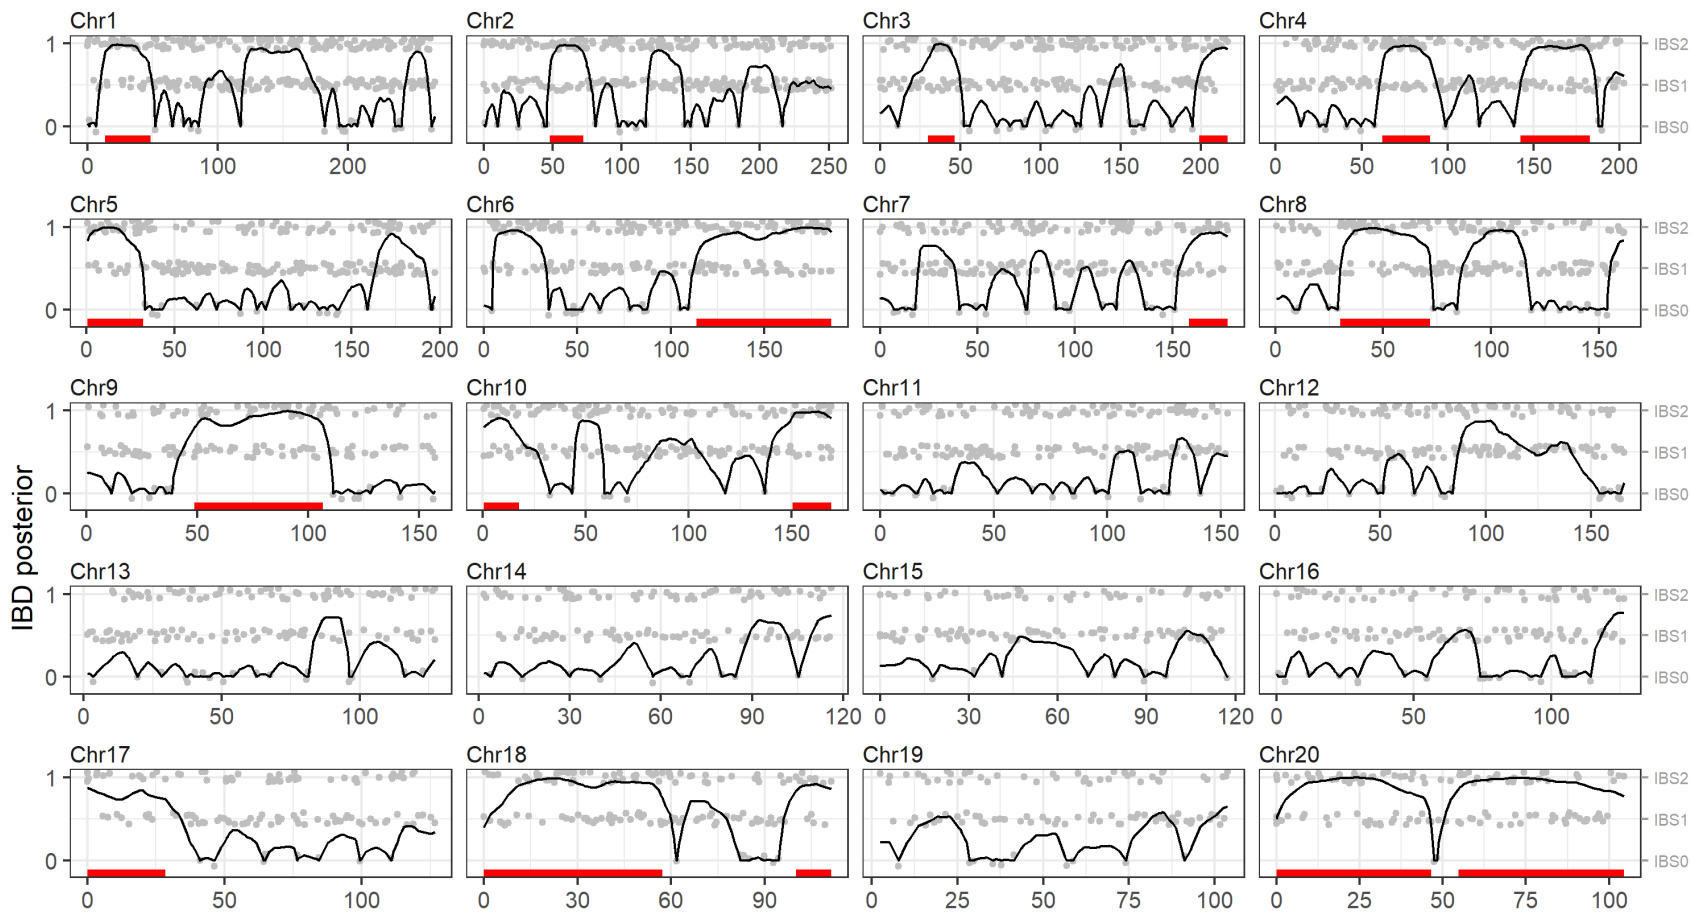 Chr1 Chr2 Chr3 Chr4
1 IBS2
IBS1
0 IBS0
0 100 200 0 50 100 150 200 250 0 50 100 150 200 0 50 100 150 200
Chr5 Chr6 Chr7 Chr8
1 IBS2
IBS1
0 IBS0
0 50 100 150 200 0 50 100 150 0 50 100 150 0 50 100 150
Chr9 Chr10 Chr11 Chr12
1 IBS2
IBS1
0 IBS0
0 50 100 150 0 50 100 150 0 50 100 150 0 50 100 150
IBD posterior
Chr13 Chr14 Chr15 Chr16
1 IBS2
IBS1
0 IBS0
0 50 100 0 30 60 90 120 0 30 60 90 120 0 50 100
Chr17 Chr18 Chr19 Chr20
1 IBS2
IBS1
0 IBS0
0 50 100 0 30 60 90 0 25 50 75 100 0 25 50 75 100